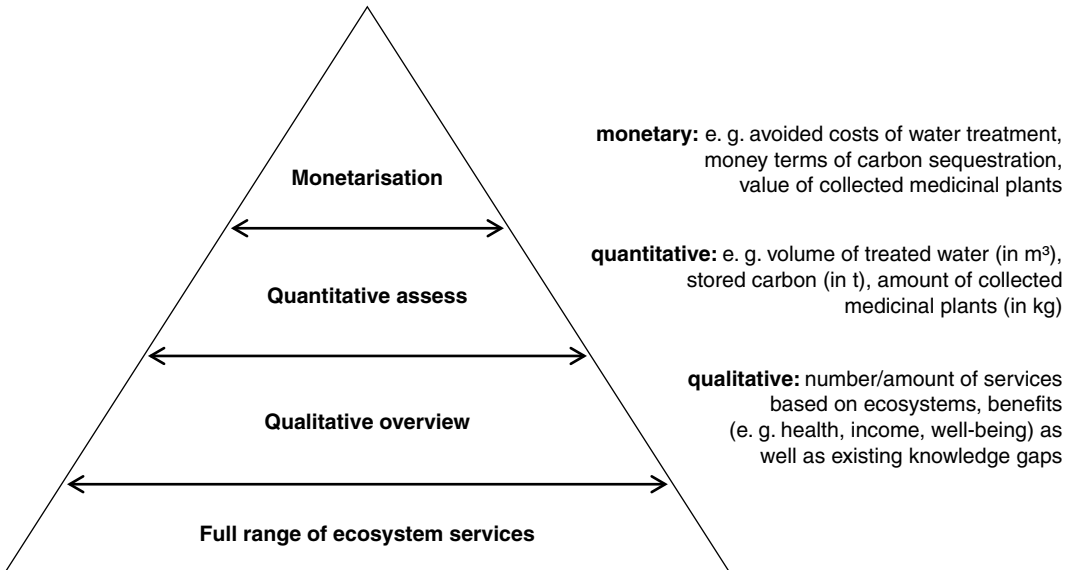 Monetarisation
monetary: e. g. avoided costs of water treatment,
money terms of carbon sequestration,
value of collected medicinal plants
Quantitative assess
quantitative: e. g. volume of treated water (in m³),
stored carbon (in t), amount of collected
medicinal plants (in kg)
Qualitative overview
qualitative: number/amount of services
based on ecosystems, benefits
(e. g. health, income, well-being) as
well as existing knowledge gaps
Full range of ecosystem services